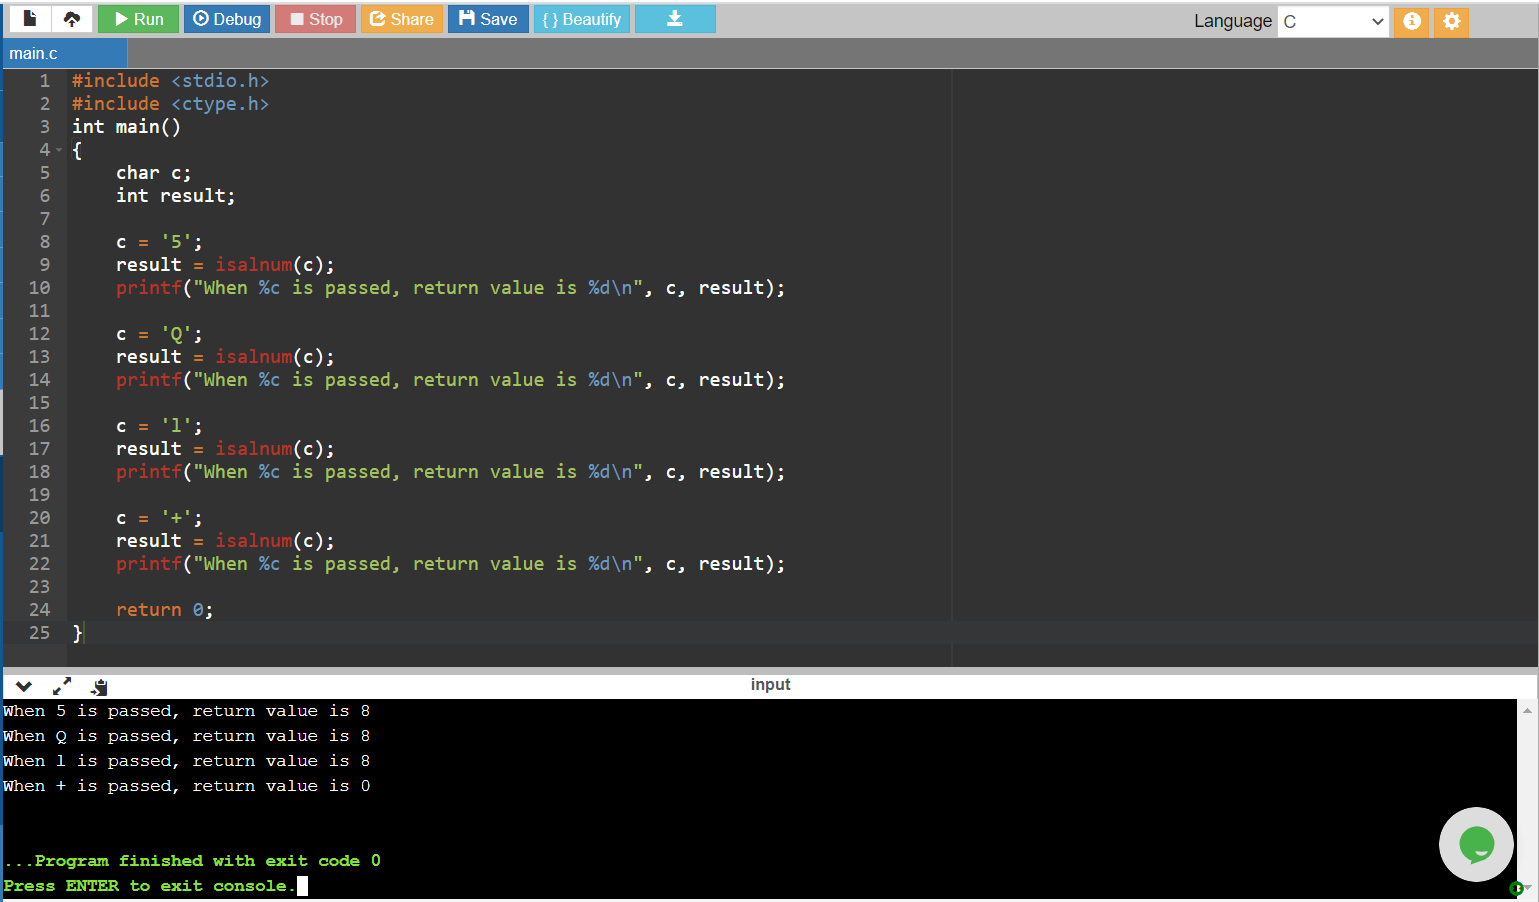 Run Debug Stop Share Save { } Beautify Language C
main.c
1 #include <stdio.h>
2 #include <ctype.h>
3 int main()
4 {
5     char c;
6     int result;
7
8     c = '5';
9     result = isalnum(c);
10     printf("When %c is passed, return value is %d\n", c, result);
11
12     c = 'Q';
13     result = isalnum(c);
14     printf("When %c is passed, return value is %d\n", c, result);
15
16     c = 'l';
17     result = isalnum(c);
18     printf("When %c is passed, return value is %d\n", c, result);
19
20     c = '+';
21     result = isalnum(c);
22     printf("When %c is passed, return value is %d\n", c, result);
23
24     return 0;
25 }
input
When 5 is passed, return value is 8
When Q is passed, return value is 8
When l is passed, return value is 8
When + is passed, return value is 0
...Program finished with exit code 0
Press ENTER to exit console.